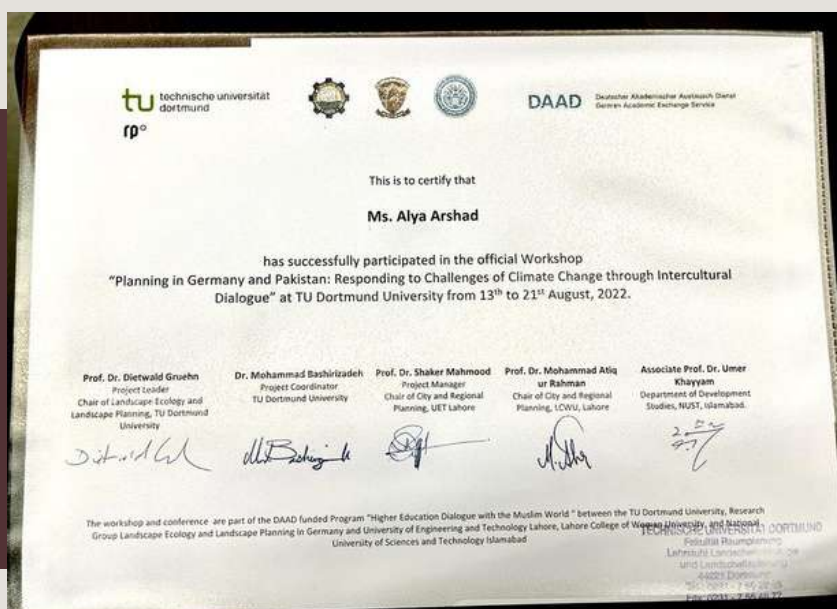 tu technische universität
dortmund
rp°
DAAD Deutscher Akademischer Austausch Dienst
German Academic Exchange Service
This is to certify that
Ms. Alya Arshad
has successfully participated in the official Workshop
"Planning in Germany and Pakistan: Responding to Challenges of Climate Change through Intercultural
Dialogue" at TU Dortmund University from 13th to 21st August, 2022.
Prof. Dr. Dietwald Gruehn
Project Leader
Chair of Landscape Ecology and
Landscape Planning, TU Dortmund
University
Dr. Mohammad Bashirizadeh
Project Coordinator
TU Dortmund University
Prof. Dr. Shaker Mahmood
Project Manager
Chair of City and Regional
Planning, UET Lahore
Prof. Dr. Mohammad Atiq
ur Rahman
Chair of City and Regional
Planning, LCWU, Lahore
Associate Prof. Dr. Umer
Khayyam
Department of Development
Studies, NUST, Islamabad.
The workshop and conference are part of the DAAD funded Program "Higher Education Dialogue with the Muslim World" between the TU Dortmund University, Research
Group Landscape Ecology and Landscape Planning in Germany and University of Engineering and Technology Lahore, Lahore College of Woman University, and National
University of Sciences and Technology Islamabad
TECHNISCHE UNIVERSITÄT DORTMUND
Fakultät Raumplanung
Lehrstuhl
und Landschaftsplanung
44221 Dortmund